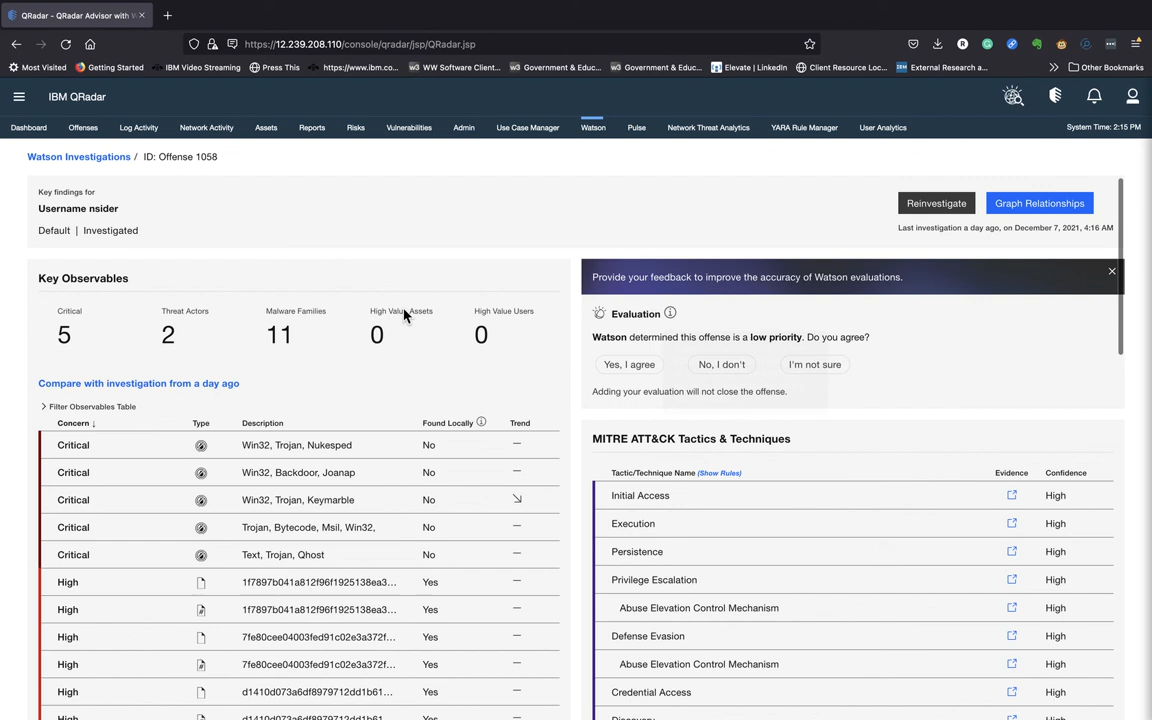 QRadar - QRadar Advisor with W
https://12.239.208.110/console/qradar/jsp/QRadar.jsp
Most Visited
Getting Started
IBM Video Streaming
Press This
https://www.ibm.co...
WW Software Client...
Government & Educ...
Government & Educ...
Elevate | LinkedIn
Client Resource Loc...
External Research a...
Other Bookmarks
IBM QRadar
Dashboard
Offenses
Log Activity
Network Activity
Assets
Reports
Risks
Vulnerabilities
Admin
Use Case Manager
Watson
Pulse
Network Threat Analytics
YARA Rule Manager
User Analytics
System Time: 2:15 PM
Watson Investigations / ID: Offense 1058
Key findings for
Username nsider
Default | Investigated
Reinvestigate
Graph Relationships
Last investigation a day ago, on December 7, 2021, 4:16 AM
Key Observables
Critical Threat Actors Malware Families High Value Assets High Value Users
5 2 11 0 0
Compare with investigation from a day ago
Filter Observables Table
Concern ↓ Type Description Found Locally Trend
Critical Win32, Trojan, Nukesped No
Critical Win32, Backdoor, Joanap No
Critical Win32, Trojan, Keymarble No
Critical Trojan, Bytecode, Msil, Win32, No
Critical Text, Trojan, Qhost No
High 1f7897b041a812f96f1925138ea3... Yes
High 1f7897b041a812f96f1925138ea3... Yes
High 7fe80cee04003fed91c02e3a372f... Yes
High 7fe80cee04003fed91c02e3a372f... Yes
High d1410d073a6df8979712dd1b61... Yes
High d1410d073a6df8979712dd1b61... Yes
Provide your feedback to improve the accuracy of Watson evaluations.
Evaluation
Watson determined this offense is a low priority. Do you agree?
Yes, I agree
No, I don't
I'm not sure
Adding your evaluation will not close the offense.
MITRE ATT&CK Tactics & Techniques
Tactic/Technique Name (Show Rules) Evidence Confidence
Initial Access High
Execution High
Persistence High
Privilege Escalation High
Abuse Elevation Control Mechanism High
Defense Evasion High
Abuse Elevation Control Mechanism High
Credential Access High
Discovery High